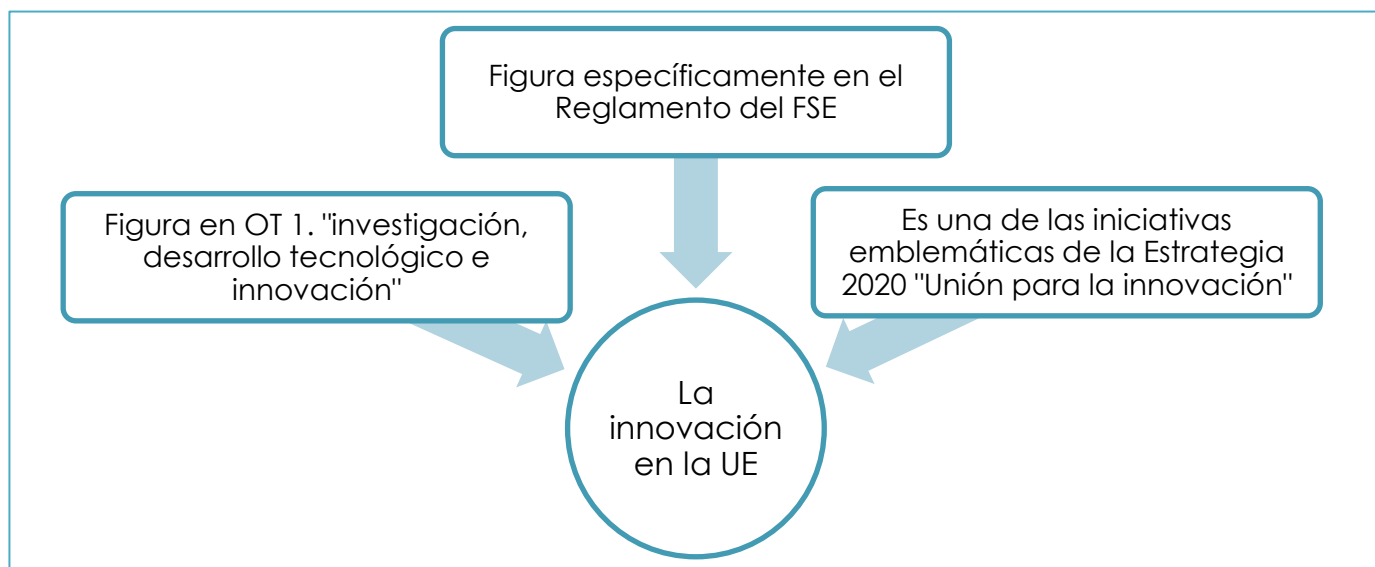 Figura específicamente en el
Reglamento del FSE
Figura en OT 1. "investigación,
desarrollo tecnológico e
innovación"
Es una de las iniciativas
emblemáticas de la Estrategia
2020 "Unión para la innovación"
La
innovación
en la UE